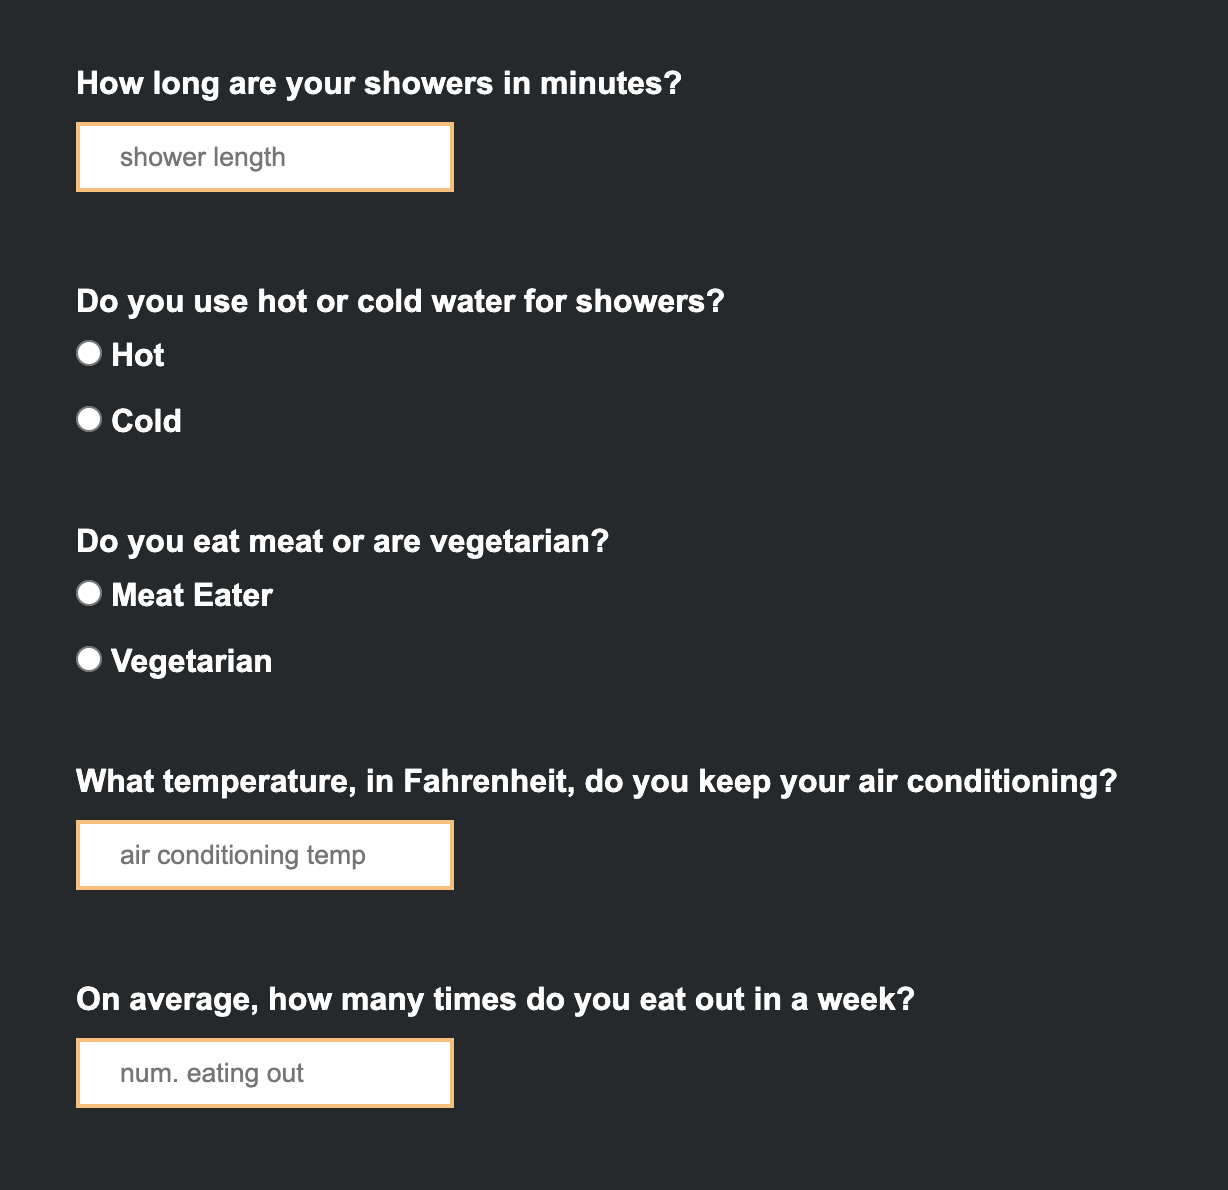 How long are your showers in minutes?
shower length
Do you use hot or cold water for showers?
Hot
Cold
Do you eat meat or are vegetarian?
Meat Eater
Vegetarian
What temperature, in Fahrenheit, do you keep your air conditioning?
air conditioning temp
On average, how many times do you eat out in a week?
num. eating out